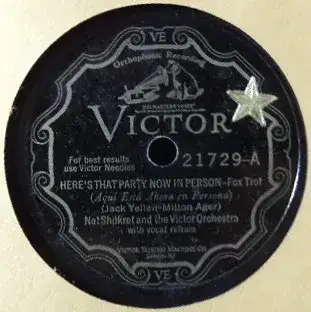 VE
Orthophonic Recording
"HIS MASTER'S VOICE"
VICTOR
For best results
use Victor Needles
21729-A
HERE'S THAT PARTY NOW IN PERSON-Fox Trot
(Aquí Está Ahora en Persona)
(Jack Yellen-Milton Ager)
Nat Shilkret and the Victor Orchestra
with vocal refrain
VICTOR TALKING MACHINE CO.
Camden, N.J.
VE